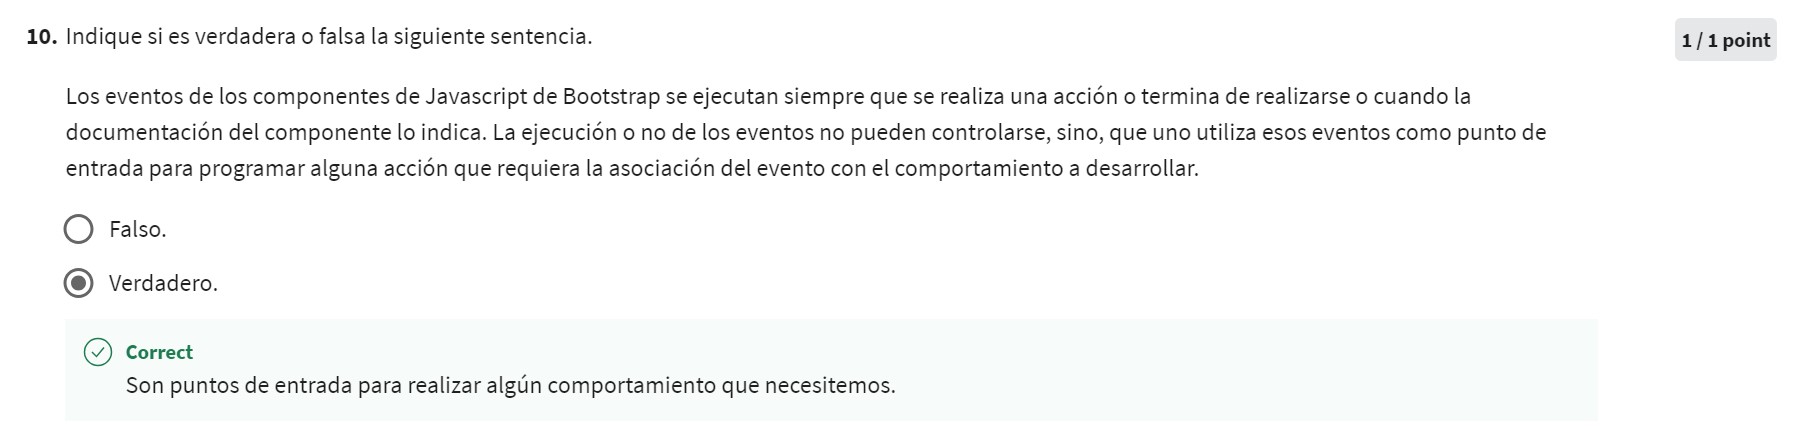 10. Indique si es verdadera o falsa la siguiente sentencia.
1 / 1 point
Los eventos de los componentes de Javascript de Bootstrap se ejecutan siempre que se realiza una acción o termina de realizarse o cuando la
documentación del componente lo indica. La ejecución o no de los eventos no pueden controlarse, sino, que uno utiliza esos eventos como punto de
entrada para programar alguna acción que requiera la asociación del evento con el comportamiento a desarrollar.
Falso.
Verdadero.
Correct
Son puntos de entrada para realizar algún comportamiento que necesitemos.